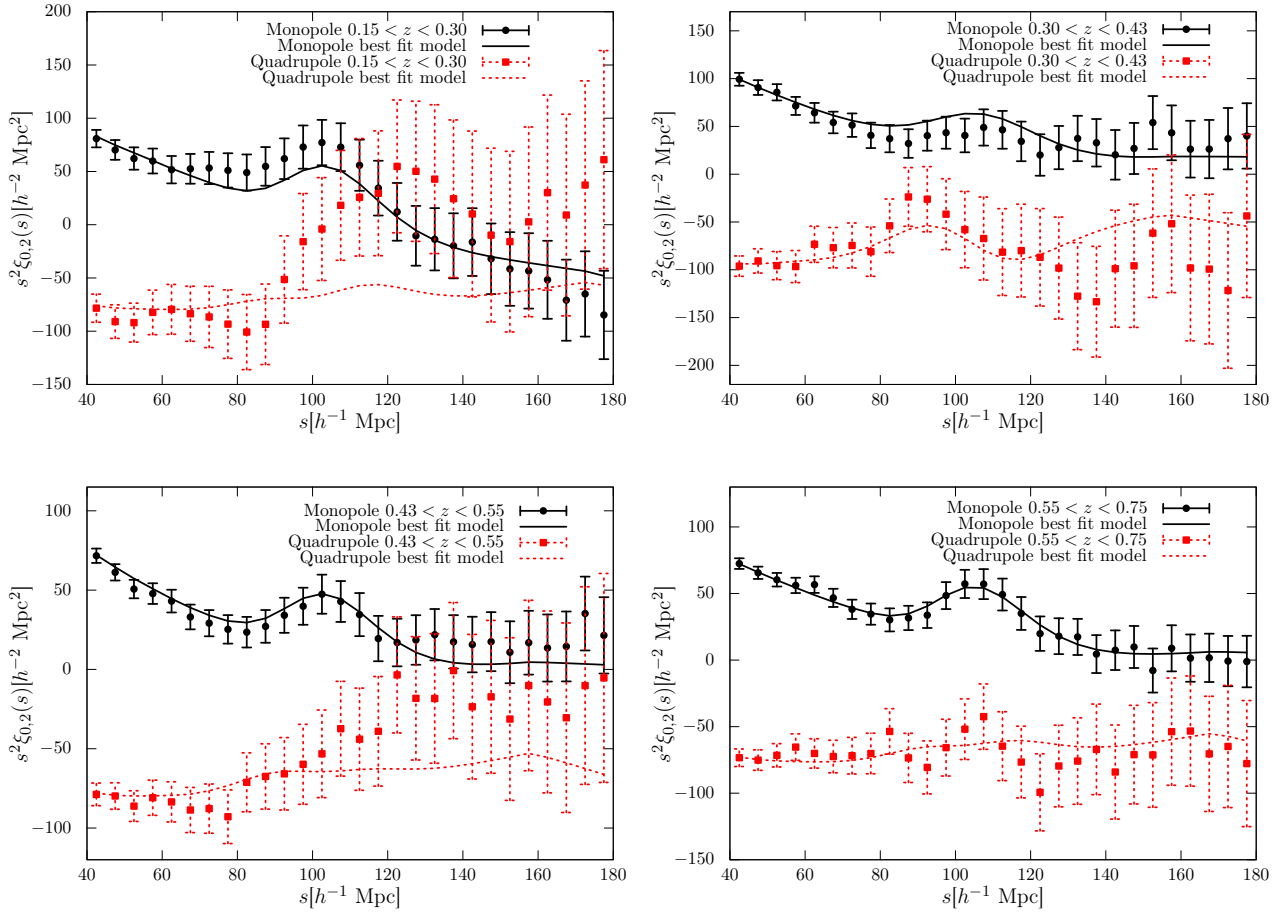 Monopole 0.15 < z < 0.30
Monopole best fit model
Quadrupole 0.15 < z < 0.30
Quadrupole best fit model
200
150
100
50
0
−50
−100
−150
s²ξ₀,₂(s)[h⁻² Mpc²]
40 60 80 100 120 140 160 180
s[h⁻¹ Mpc]
Monopole 0.30 < z < 0.43
Monopole best fit model
Quadrupole 0.30 < z < 0.43
Quadrupole best fit model
150
100
50
0
−50
−100
−150
−200
s²ξ₀,₂(s)[h⁻² Mpc²]
40 60 80 100 120 140 160 180
s[h⁻¹ Mpc]
Monopole 0.43 < z < 0.55
Monopole best fit model
Quadrupole 0.43 < z < 0.55
Quadrupole best fit model
100
50
0
−50
−100
s²ξ₀,₂(s)[h⁻² Mpc²]
40 60 80 100 120 140 160 180
s[h⁻¹ Mpc]
Monopole 0.55 < z < 0.75
Monopole best fit model
Quadrupole 0.55 < z < 0.75
Quadrupole best fit model
100
50
0
−50
−100
−150
s²ξ₀,₂(s)[h⁻² Mpc²]
40 60 80 100 120 140 160 180
s[h⁻¹ Mpc]